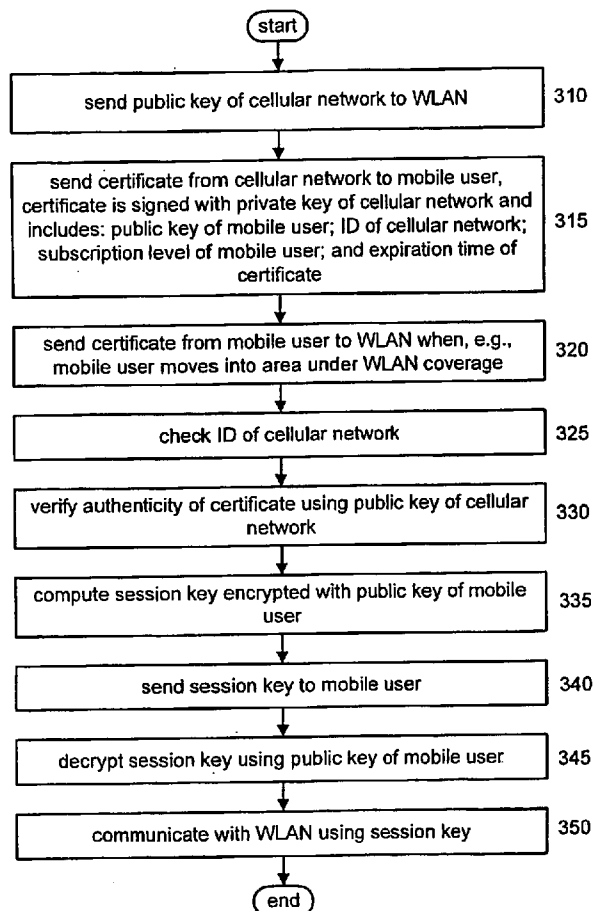 start
send public key of cellular network to WLAN
310
send certificate from cellular network to mobile user,
certificate is signed with private key of cellular network and
includes: public key of mobile user; ID of cellular network;
subscription level of mobile user; and expiration time of
certificate
315
send certificate from mobile user to WLAN when, e.g.,
mobile user moves into area under WLAN coverage
320
check ID of cellular network
325
verify authenticity of certificate using public key of cellular
network
330
compute session key encrypted with public key of mobile
user
335
send session key to mobile user
340
decrypt session key using public key of mobile user
345
communicate with WLAN using session key
350
end